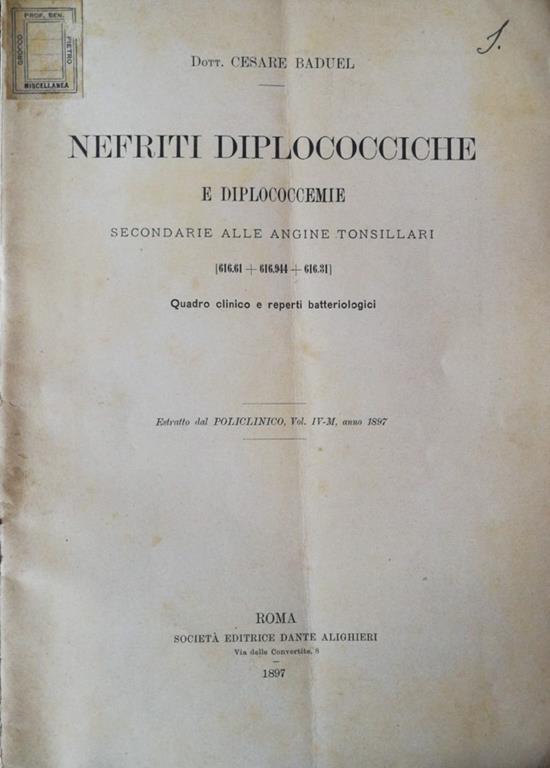 PROF. SEN.
GROCCO
PIETRO
MISCELLANEA
1.
Dott. CESARE BADUEL
NEFRITI DIPLOCOCCICHE
E DIPLOCOCCEMIE
SECONDARIE ALLE ANGINE TONSILLARI
[616.61 + 616.944 + 616.31]
Quadro clinico e reperti batteriologici
Estratto dal POLICLINICO, Vol. IV-M, anno 1897
ROMA
SOCIETÀ EDITRICE DANTE ALIGHIERI
Via delle Convertite, 8
1897